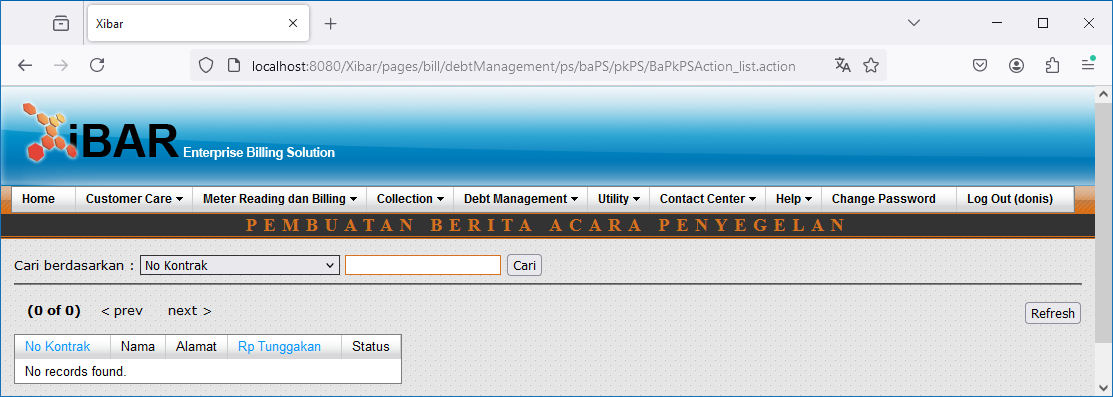 Xibar
localhost:8080/Xibar/pages/bill/debtManagement/ps/baPS/pkPS/BaPkPSAction_list.action
iBAR Enterprise Billing Solution
Home Customer Care Meter Reading dan Billing Collection Debt Management Utility Contact Center Help Change Password Log Out (donis)
PEMBUATAN BERITA ACARA PENYEGELAN
Cari berdasarkan : No Kontrak Cari
(0 of 0) < prev next > Refresh
No Kontrak Nama Alamat Rp Tunggakan Status
No records found.